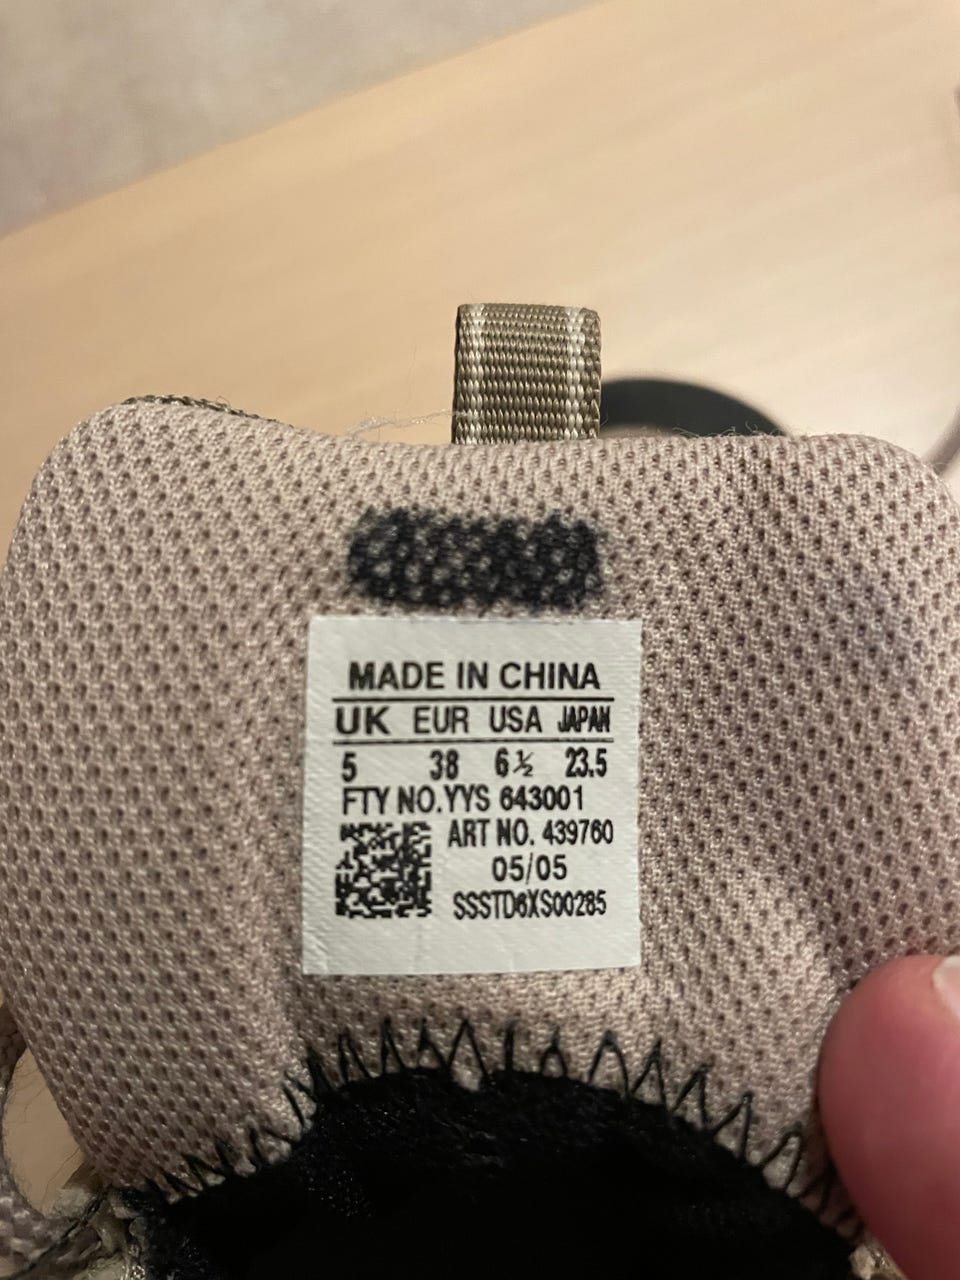 MADE IN CHINA
UK EUR USA JAPAN
5 38 6½ 23.5
FTY NO.YYS 643001
ART NO. 439760
05/05
SSSTD6XS00285